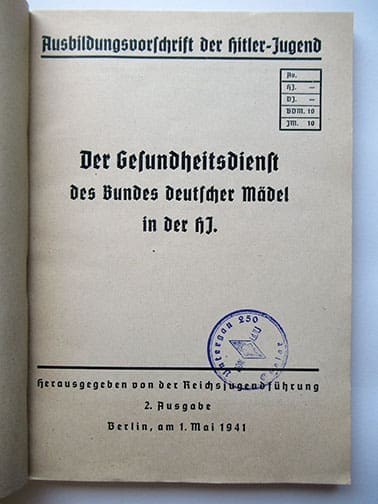 Ausbildungsvorschrift der Hitler-Jugend
Av.
HJ. —
DJ. —
BDM. 10
JM. 10
Der Gesundheitsdienst
des Bundes deutscher Mädel
in der HJ.
Untergau 250
Herausgegeben von der Reichsjugendführung
2. Ausgabe
Berlin, am 1. Mai 1941